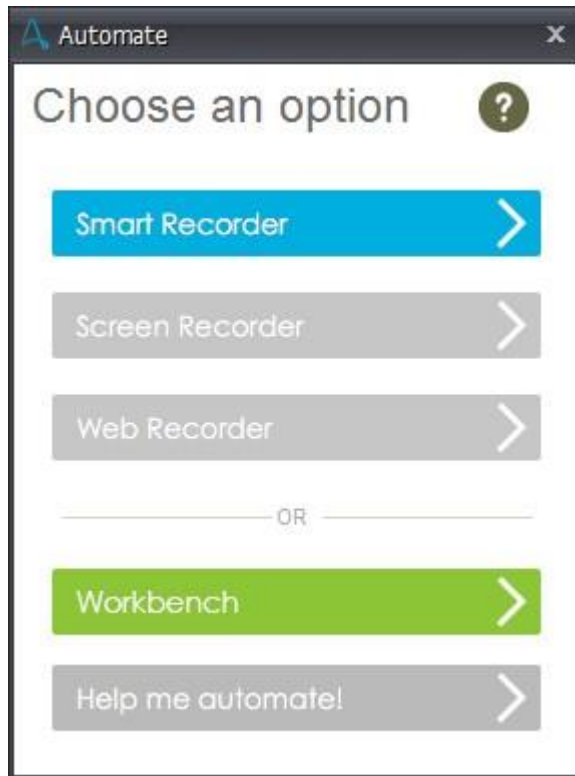 Automate
Choose an option ?
Smart Recorder
Screen Recorder
Web Recorder
OR
Workbench
Help me automate!